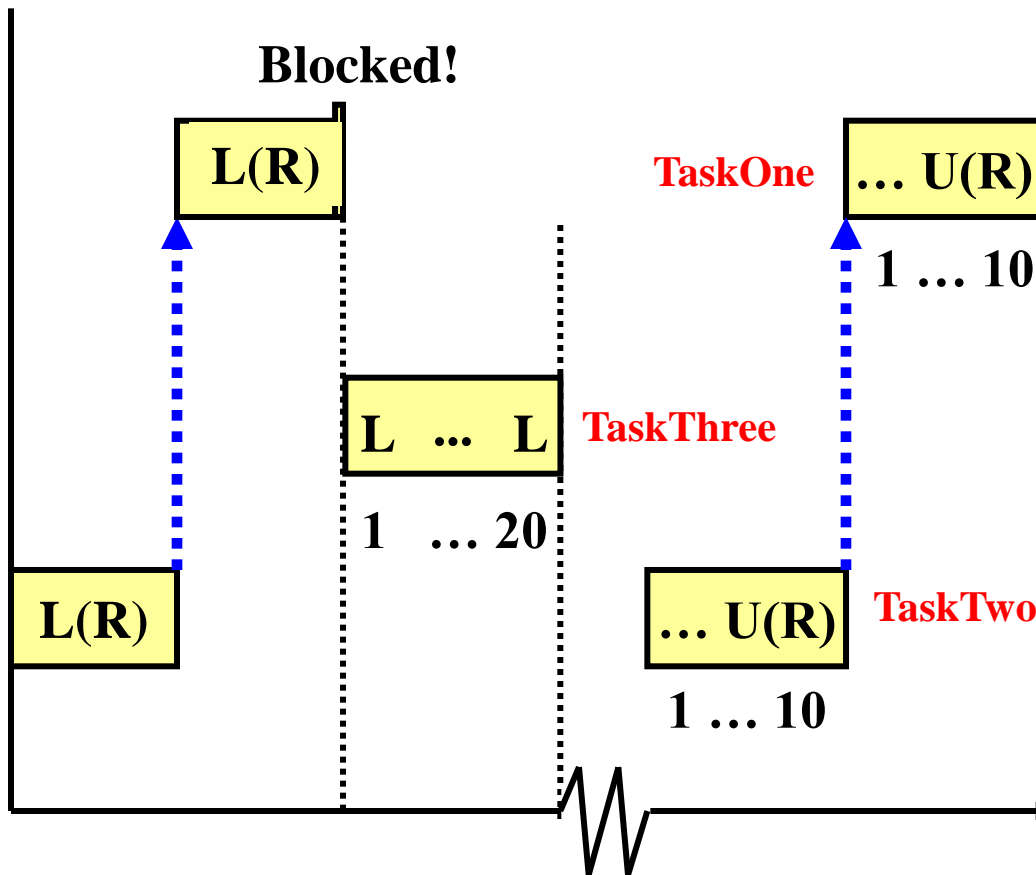 Blocked!
L(R)
TaskOne
… U(R)
1 … 10
L ... L
TaskThree
1 … 20
L(R)
… U(R)
TaskTwo
1 … 10